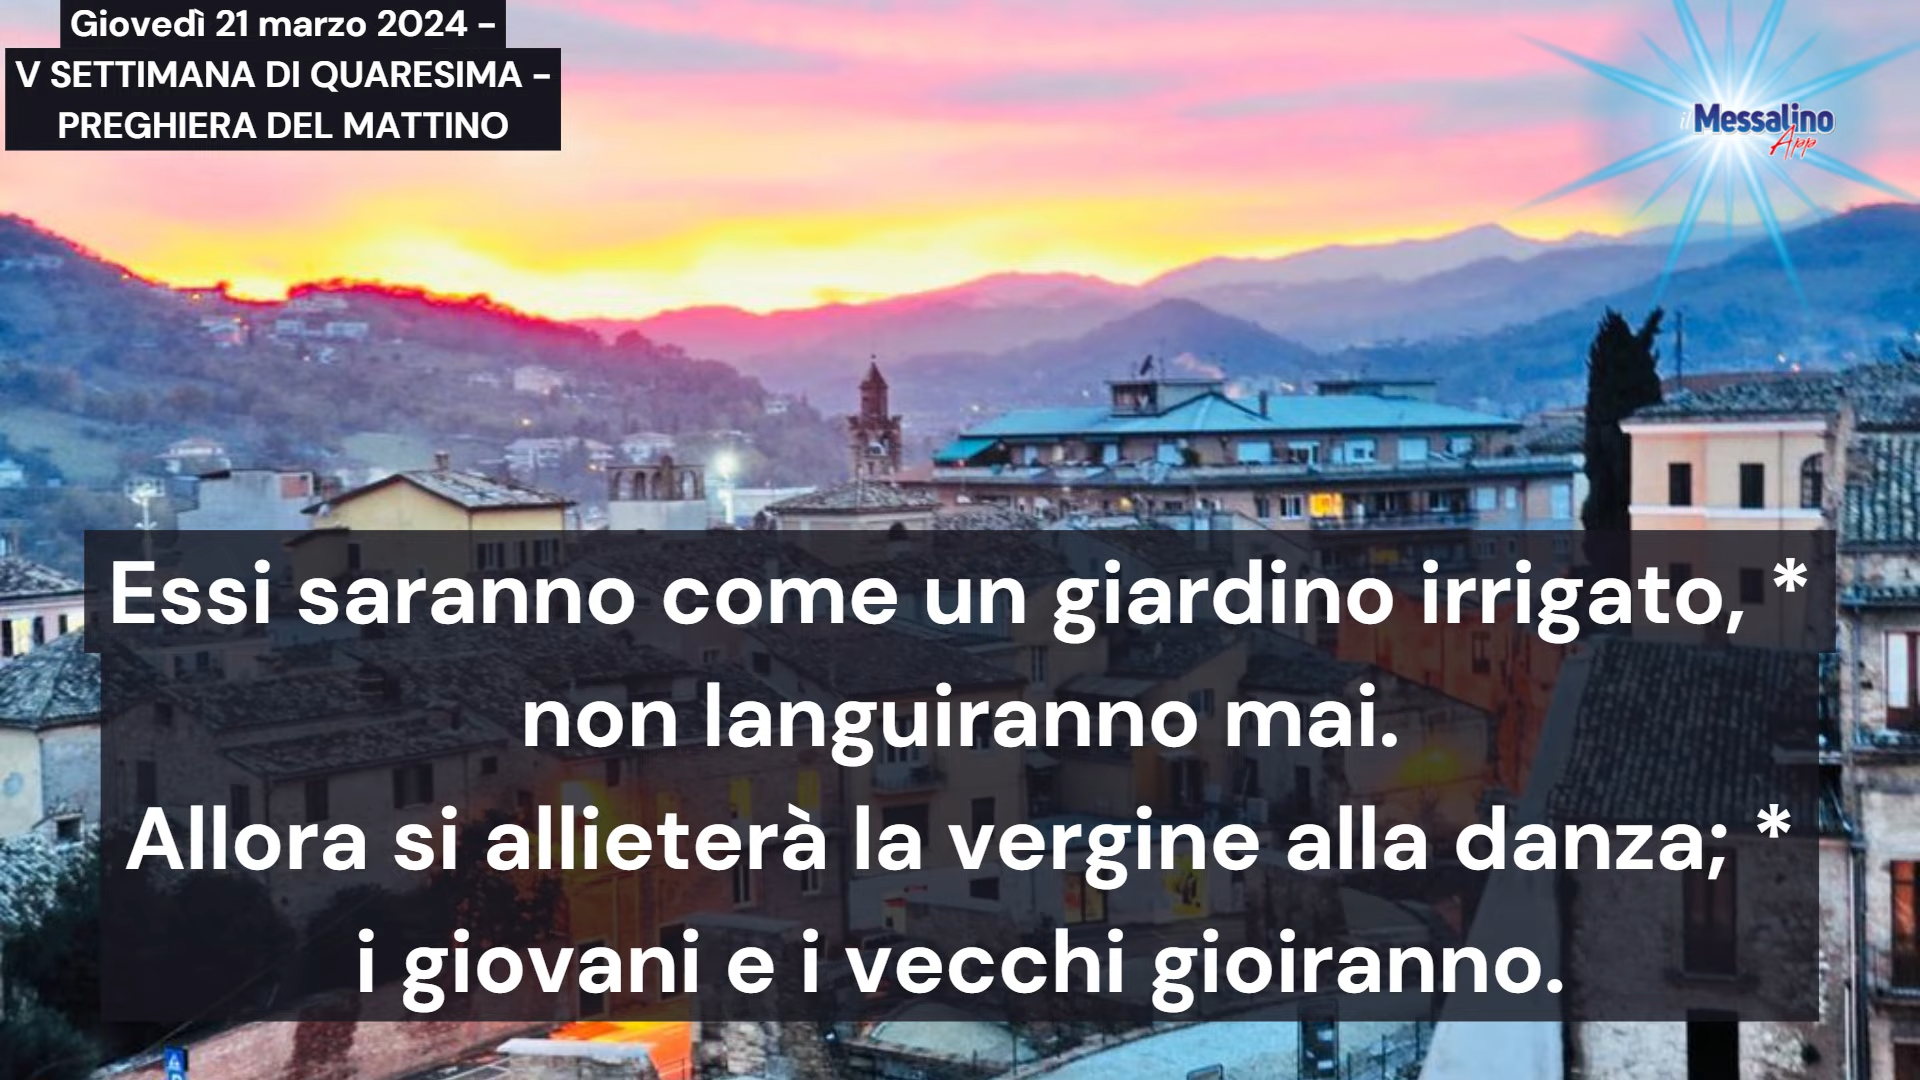 Giovedì 21 marzo 2024 –
V SETTIMANA DI QUARESIMA –
PREGHIERA DEL MATTINO
il Messalino
App
Essi saranno come un giardino irrigato, *
non languiranno mai.
Allora si allieterà la vergine alla danza; *
i giovani e i vecchi gioiranno.